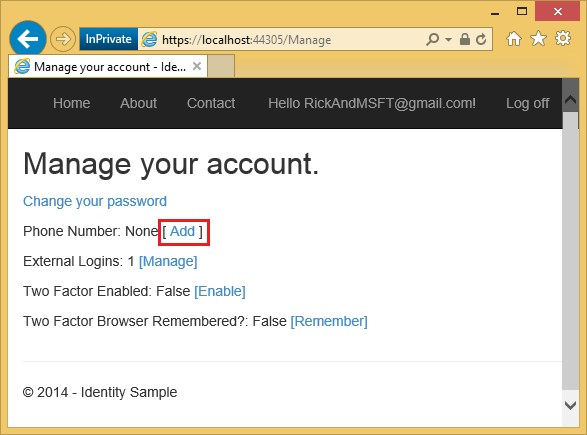 InPrivate https://localhost:44305/Manage
Manage your account - Ide...
Home About Contact Hello RickAndMSFT@gmail.com! Log off
Manage your account.
Change your password
Phone Number: None [ Add ]
External Logins: 1 [Manage]
Two Factor Enabled: False [Enable]
Two Factor Browser Remembered?: False [Remember]
© 2014 - Identity Sample